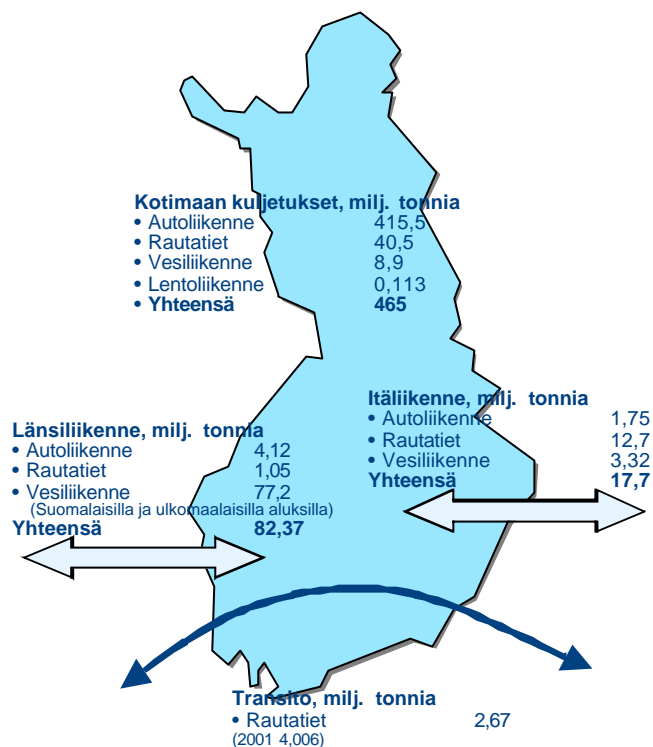 Kotimaan kuljetukset, milj. tonnia
• Autoliikenne 415,5
• Rautatiet 40,5
• Vesiliikenne 8,9
• Lentoliikenne 0,113
• Yhteensä 465
Itäliikenne, milj. tonnia
• Autoliikenne 1,75
• Rautatiet 12,7
• Vesiliikenne 3,32
Yhteensä 17,7
Länsiliikenne, milj. tonnia
• Autoliikenne 4,12
• Rautatiet 1,05
• Vesiliikenne 77,2
(Suomalaisilla ja ulkomaalaisilla aluksilla)
Yhteensä 82,37
Transito, milj. tonnia
• Rautatiet 2,67
(2001 4,006)